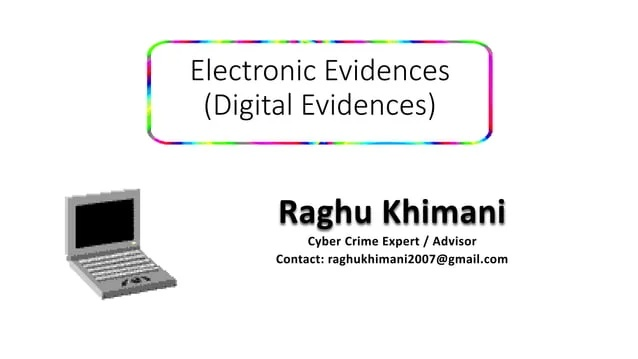 Electronic Evidences
(Digital Evidences)
Raghu Khimani
Cyber Crime Expert / Advisor
Contact: raghukhimani2007@gmail.com